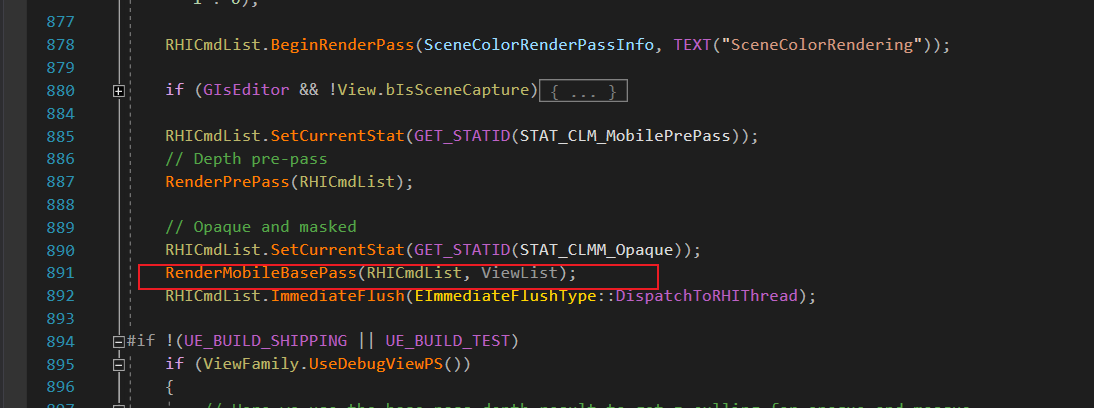 1 : 0);
877
878 RHICmdList.BeginRenderPass(SceneColorRenderPassInfo, TEXT("SceneColorRendering"));
879
880 if (GIsEditor && !View.bIsSceneCapture){ ... }
884
885 RHICmdList.SetCurrentStat(GET_STATID(STAT_CLM_MobilePrePass));
886 // Depth pre-pass
887 RenderPrePass(RHICmdList);
888
889 // Opaque and masked
890 RHICmdList.SetCurrentStat(GET_STATID(STAT_CLMM_Opaque));
891 RenderMobileBasePass(RHICmdList, ViewList);
892 RHICmdList.ImmediateFlush(EImmediateFlushType::DispatchToRHIThread);
893
894 #if !(UE_BUILD_SHIPPING || UE_BUILD_TEST)
895 if (ViewFamily.UseDebugViewPS())
896 {